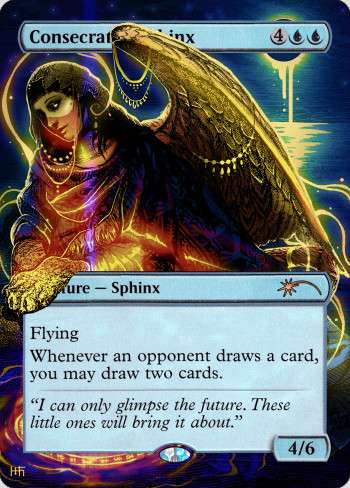 Consecrat Sphinx 4
ture — Sphinx
Flying
Whenever an opponent draws a card,
you may draw two cards.
“I can only glimpse the future. These
little ones will bring it about.”
4/6